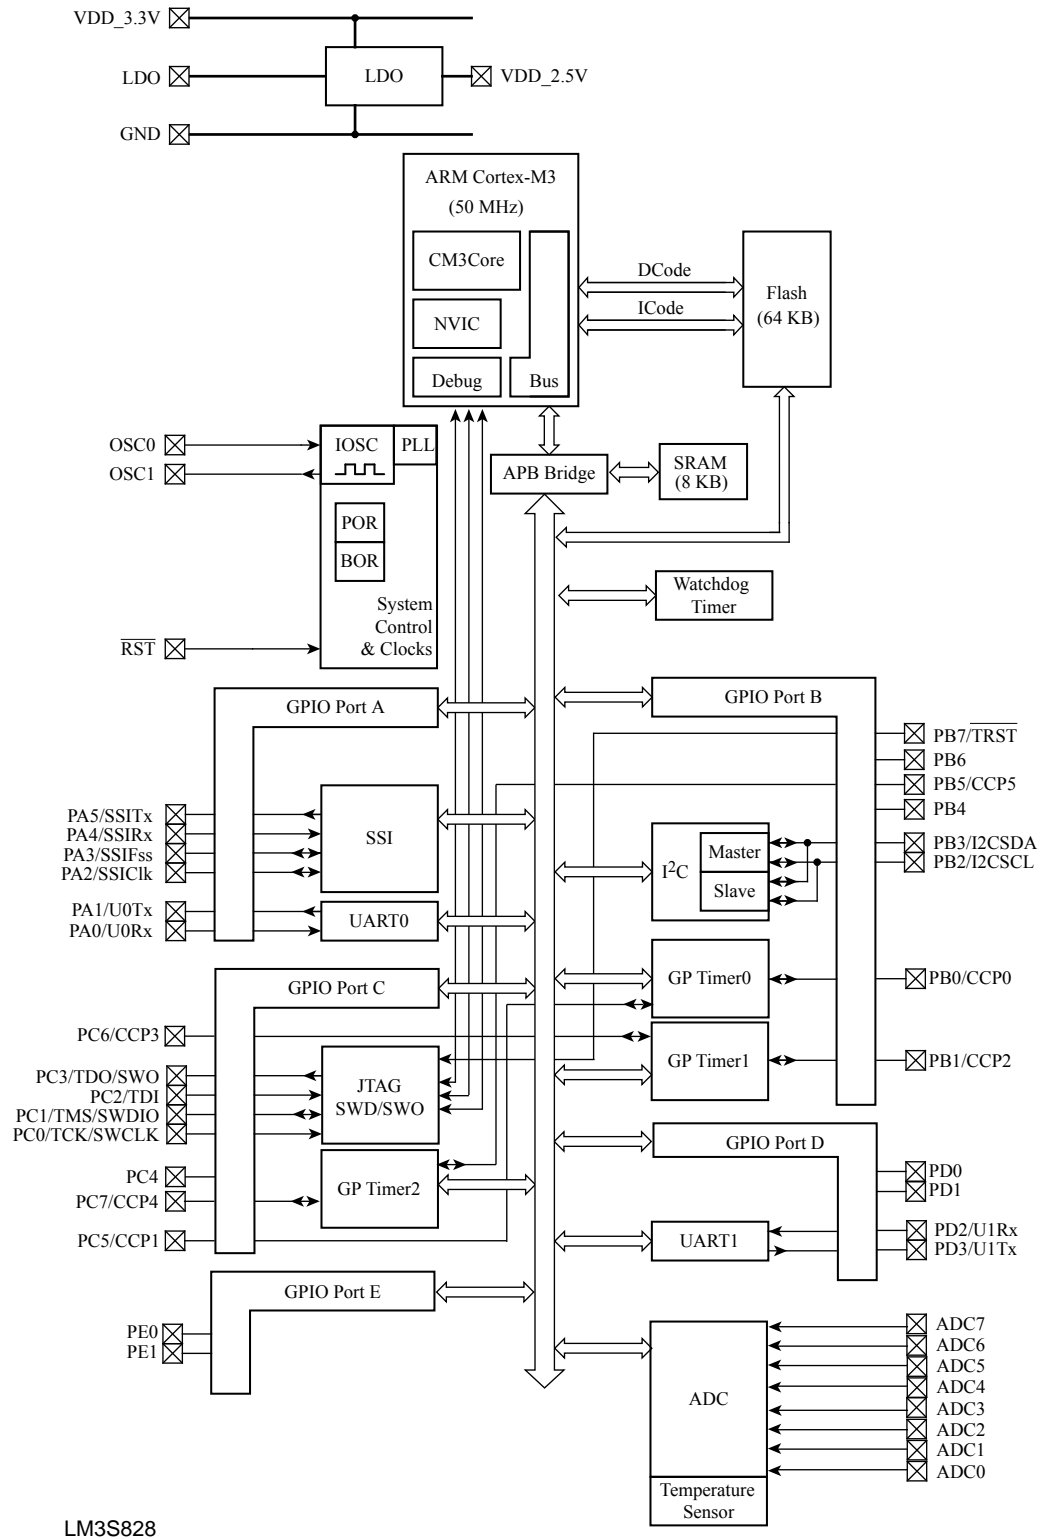 VDD_3.3V
LDO
LDO
VDD_2.5V
GND
ARM Cortex-M3
(50 MHz)
CM3Core
NVIC
Debug
Bus
DCode
ICode
Flash
(64 KB)
OSC0
OSC1
IOSC
PLL
POR
BOR
System
Control
& Clocks
RST
APB Bridge
SRAM
(8 KB)
Watchdog
Timer
GPIO Port A
PA5/SSITx
PA4/SSIRx
PA3/SSIFss
PA2/SSIClk
SSI
PA1/U0Tx
PA0/U0Rx
UART0
GPIO Port B
PB7/TRST
PB6
PB5/CCP5
PB4
PB3/I2CSDA
PB2/I2CSCL
I2C
Master
Slave
GP Timer0
PB0/CCP0
GP Timer1
PB1/CCP2
GPIO Port C
PC6/CCP3
PC3/TDO/SWO
PC2/TDI
PC1/TMS/SWDIO
PC0/TCK/SWCLK
JTAG
SWD/SWO
PC4
PC7/CCP4
PC5/CCP1
GP Timer2
GPIO Port D
PD0
PD1
PD2/U1Rx
PD3/U1Tx
UART1
GPIO Port E
PE0
PE1
ADC
Temperature
Sensor
ADC7
ADC6
ADC5
ADC4
ADC3
ADC2
ADC1
ADC0
LM3S828